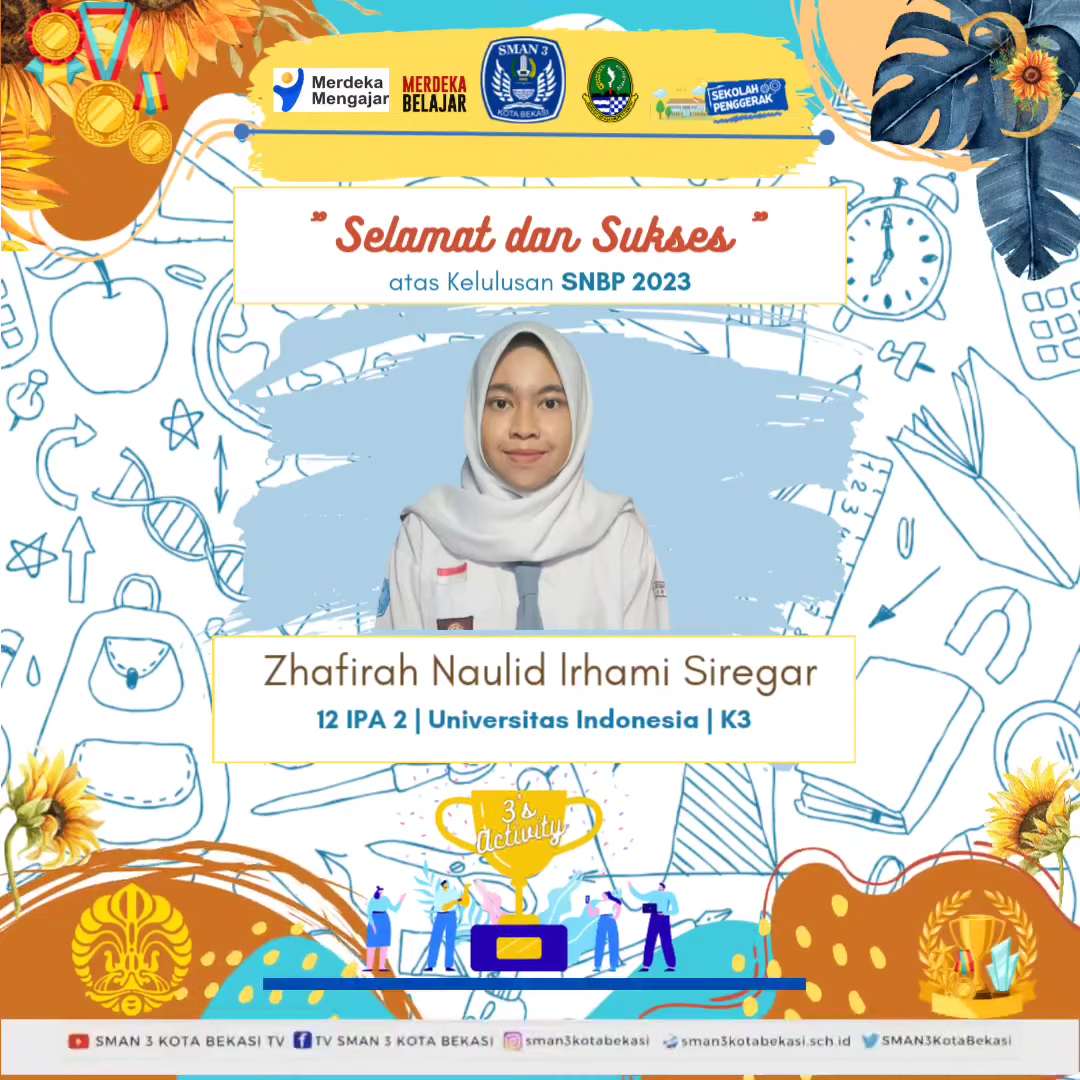 Merdeka
Mengajar
MERDEKA
BELAJAR
SMAN 3
KOTA BEKASI
SEKOLAH
PENGGERAK
" Selamat dan Sukses "
atas Kelulusan SNBP 2023
Zhafirah Naulid lrhami Siregar
12 IPA 2 | Universitas Indonesia | K3
3's
Activity
SMAN 3 KOTA BEKASI TV TV SMAN 3 KOTA BEKASI sman3kotabekasi sman3kotabekasi.sch.id SMAN3KotaBekasi